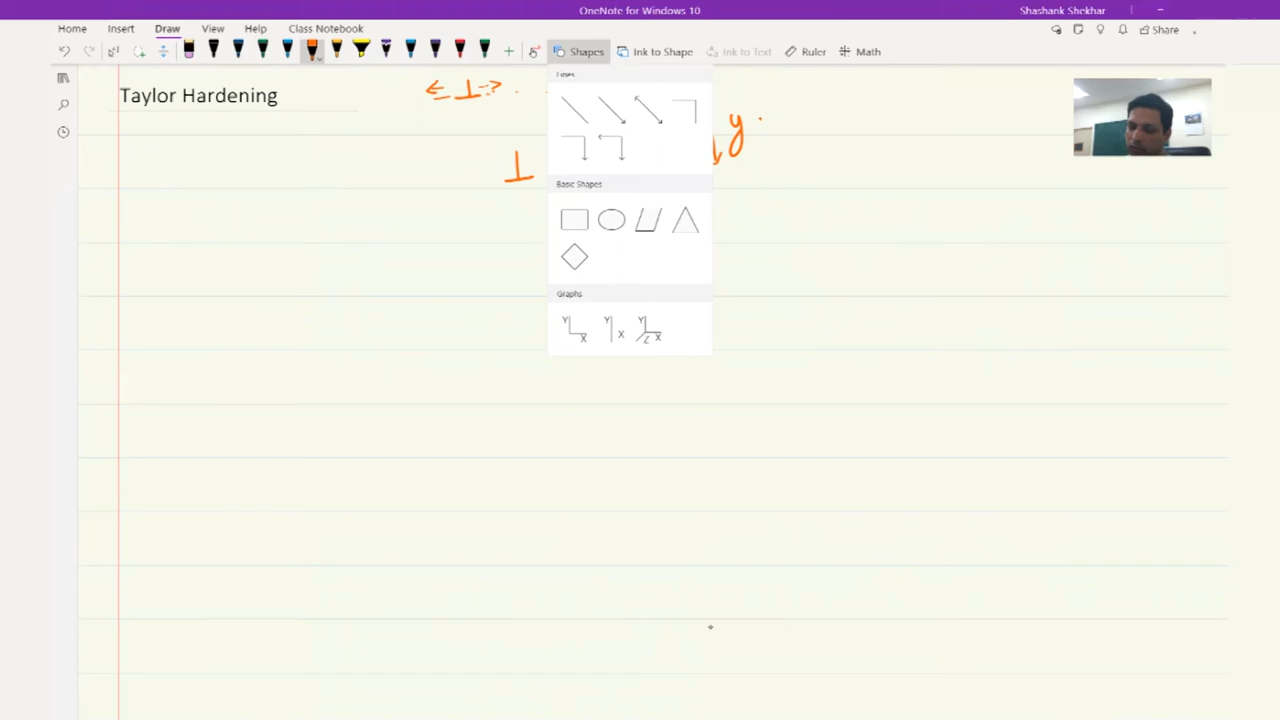 OneNote for Windows 10
Shashank Shekhar
Home Insert Draw View Help Class Notebook
Share
Shapes Ink to Shape Ink to Text Ruler Math
Lines
Taylor Hardening
y
Basic Shapes
Graphs
Y X Y X Y Z X